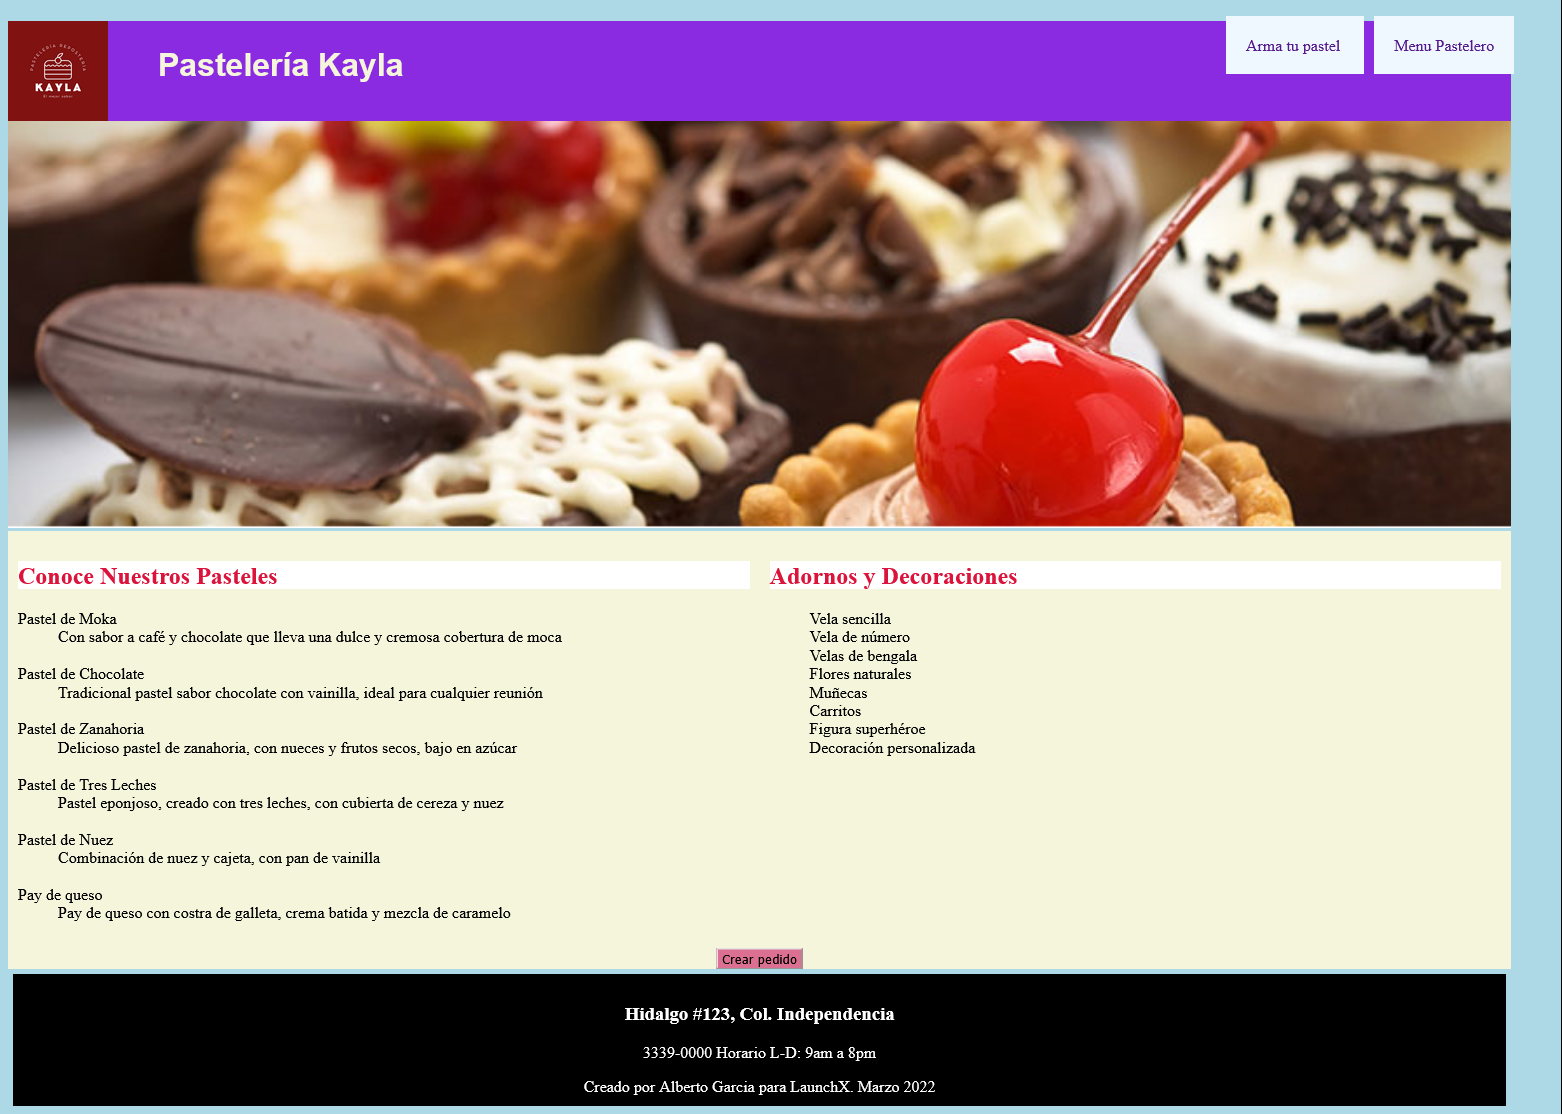 PASTELERÍA REPOSTERÍA
KAYLA
El mejor sabor
Pastelería Kayla
Arma tu pastel
Menu Pastelero
Conoce Nuestros Pasteles
Pastel de Moka
Con sabor a café y chocolate que lleva una dulce y cremosa cobertura de moca
Pastel de Chocolate
Tradicional pastel sabor chocolate con vainilla, ideal para cualquier reunión
Pastel de Zanahoria
Delicioso pastel de zanahoria, con nueces y frutos secos, bajo en azúcar
Pastel de Tres Leches
Pastel eponjoso, creado con tres leches, con cubierta de cereza y nuez
Pastel de Nuez
Combinación de nuez y cajeta, con pan de vainilla
Pay de queso
Pay de queso con costra de galleta, crema batida y mezcla de caramelo
Adornos y Decoraciones
Vela sencilla
Vela de número
Velas de bengala
Flores naturales
Muñecas
Carritos
Figura superhéroe
Decoración personalizada
Crear pedido
Hidalgo #123, Col. Independencia
3339-0000 Horario L-D: 9am a 8pm
Creado por Alberto Garcia para LaunchX. Marzo 2022